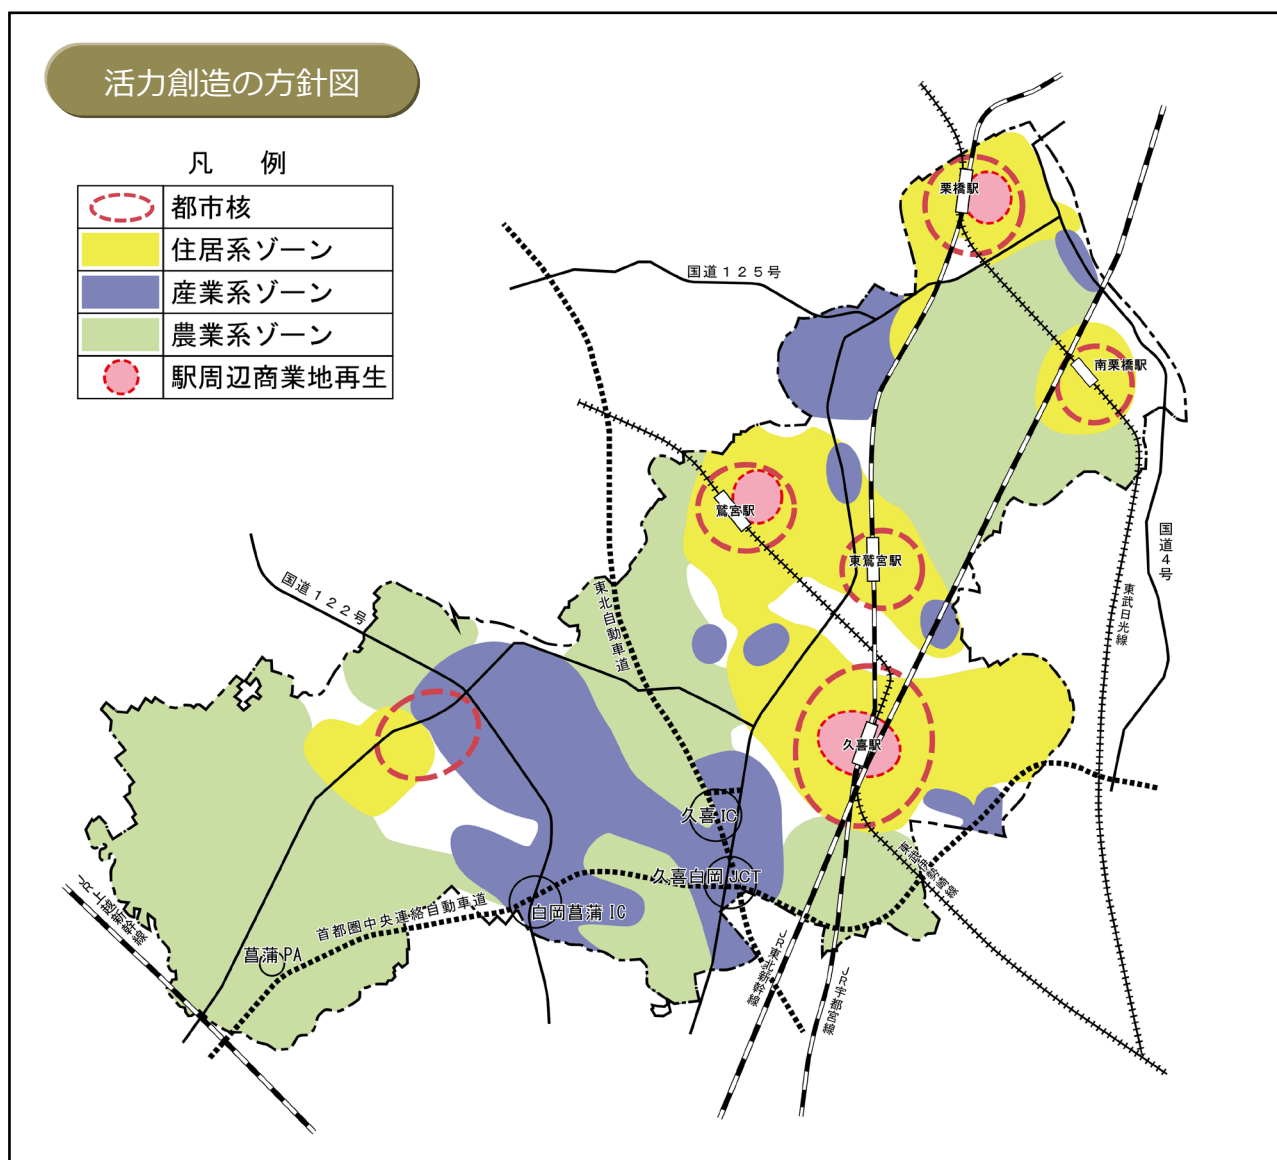 活力創造の方針図
凡　例
都市核
住居系ゾーン
産業系ゾーン
農業系ゾーン
駅周辺商業地再生
栗橋駅
国道１２５号
南栗橋駅
鷲宮駅
東鷲宮駅
国道４号
東武日光線
国道１２２号
東北自動車道
久喜駅
久喜IC
久喜白岡JCT
東武伊勢崎線
白岡菖蒲IC
首都圏中央連絡自動車道
菖蒲PA
JR上越新幹線
JR東北新幹線
JR宇都宮線